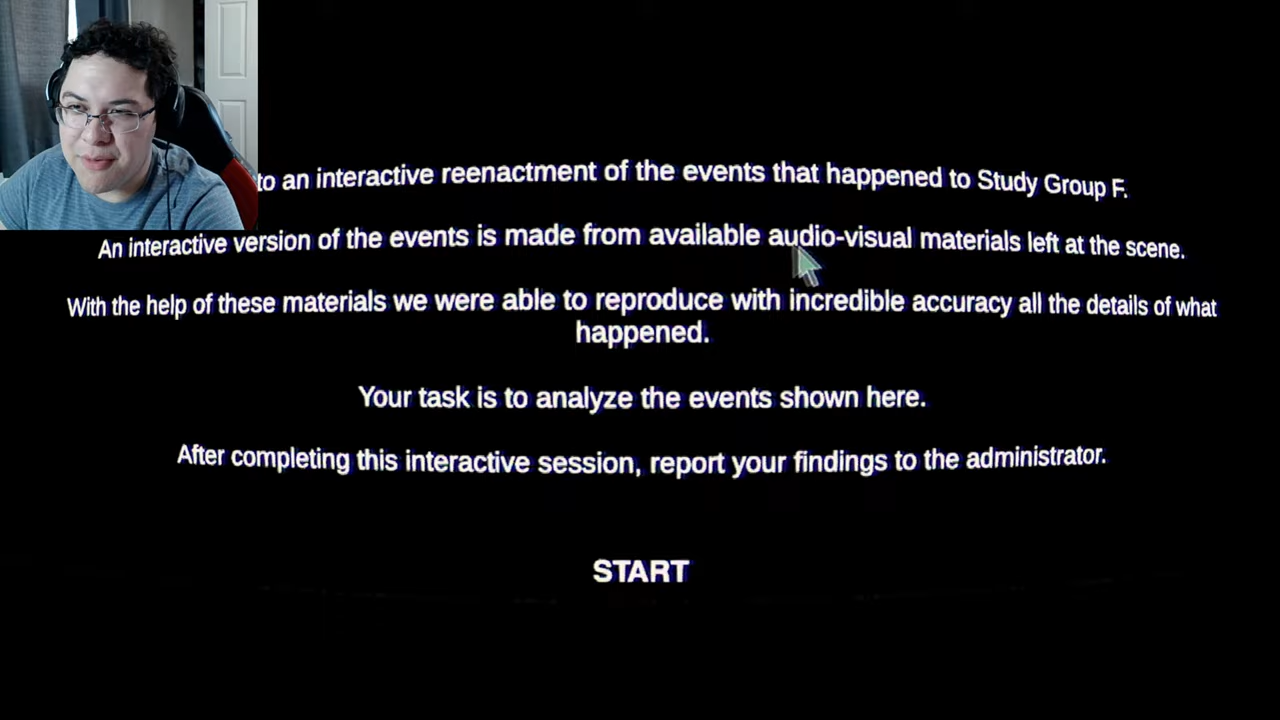 to an interactive reenactment of the events that happened to Study Group F.
An interactive version of the events is made from available audio-visual materials left at the scene.
With the help of these materials we were able to reproduce with incredible accuracy all the details of what
happened.
Your task is to analyze the events shown here.
After completing this interactive session, report your findings to the administrator.
START